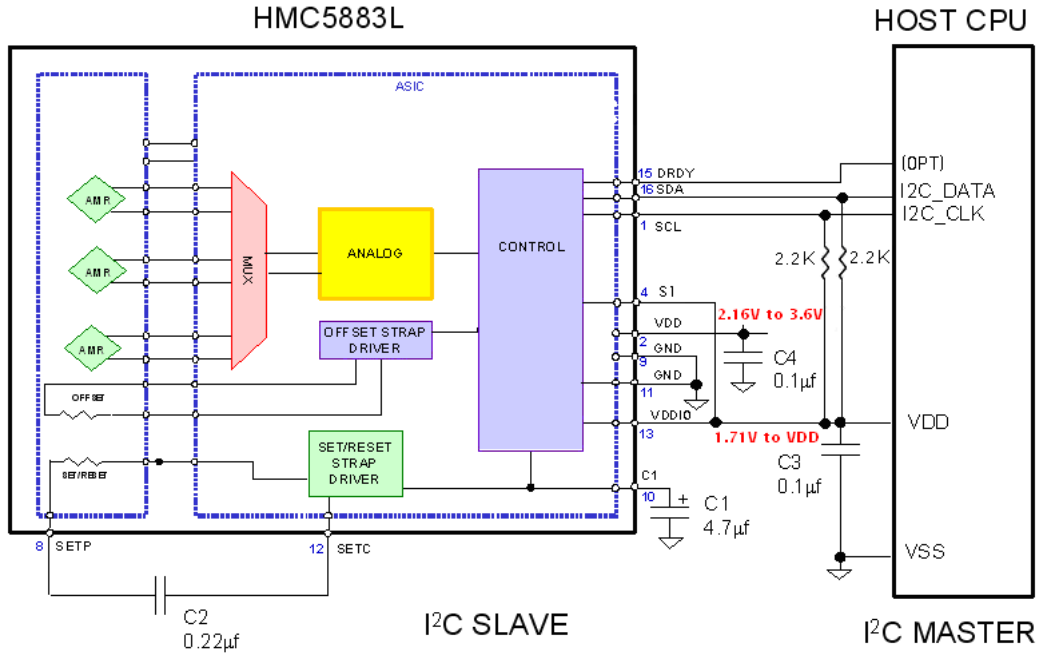 HMC5883L
HOST CPU
ASIC
AMR
AMR
AMR
MUX
ANALOG
CONTROL
OFFSET STRAP
DRIVER
OFFSET
SET/RESET
SET/RESET
STRAP
DRIVER
15 DRDY
16 SDA
1 SCL
4 S1
VDD
2
GND
9
GND
11
VDDIO
13
C1
10
(OPT)
I2C_DATA
I2C_CLK
2.2K
2.2K
2.16V to 3.6V
C4
0.1µf
1.71V to VDD
VDD
C3
0.1µf
+
C1
4.7µf
VSS
8 SETP
12 SETC
C2
0.22µf
I²C SLAVE
I²C MASTER